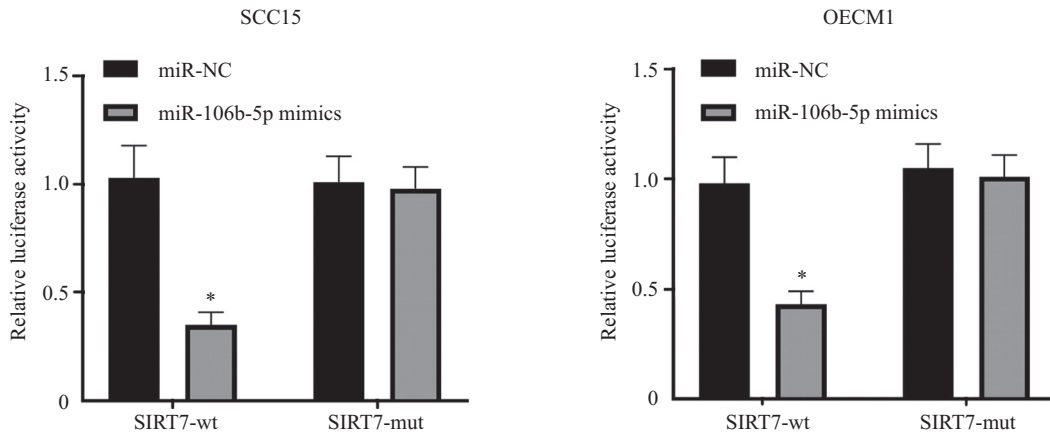 SCC15
miR-NC
miR-106b-5p mimics
Relative luciferase activcity
1.5
1.0
0.5
0
*
SIRT7-wt
SIRT7-mut
OECM1
miR-NC
miR-106b-5p mimics
Relative luciferase activcity
1.5
1.0
0.5
0
*
SIRT7-wt
SIRT7-mut